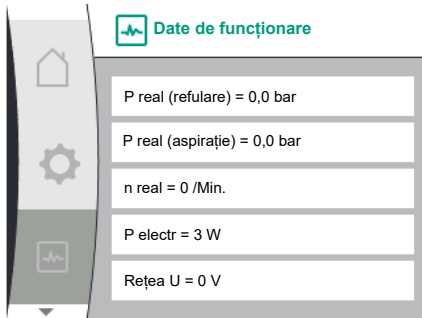 Date de funcționare
P real (refulare) = 0,0 bar
P real (aspirație) = 0,0 bar
n real = 0 /Min.
P electr = 3 W
Rețea U = 0 V